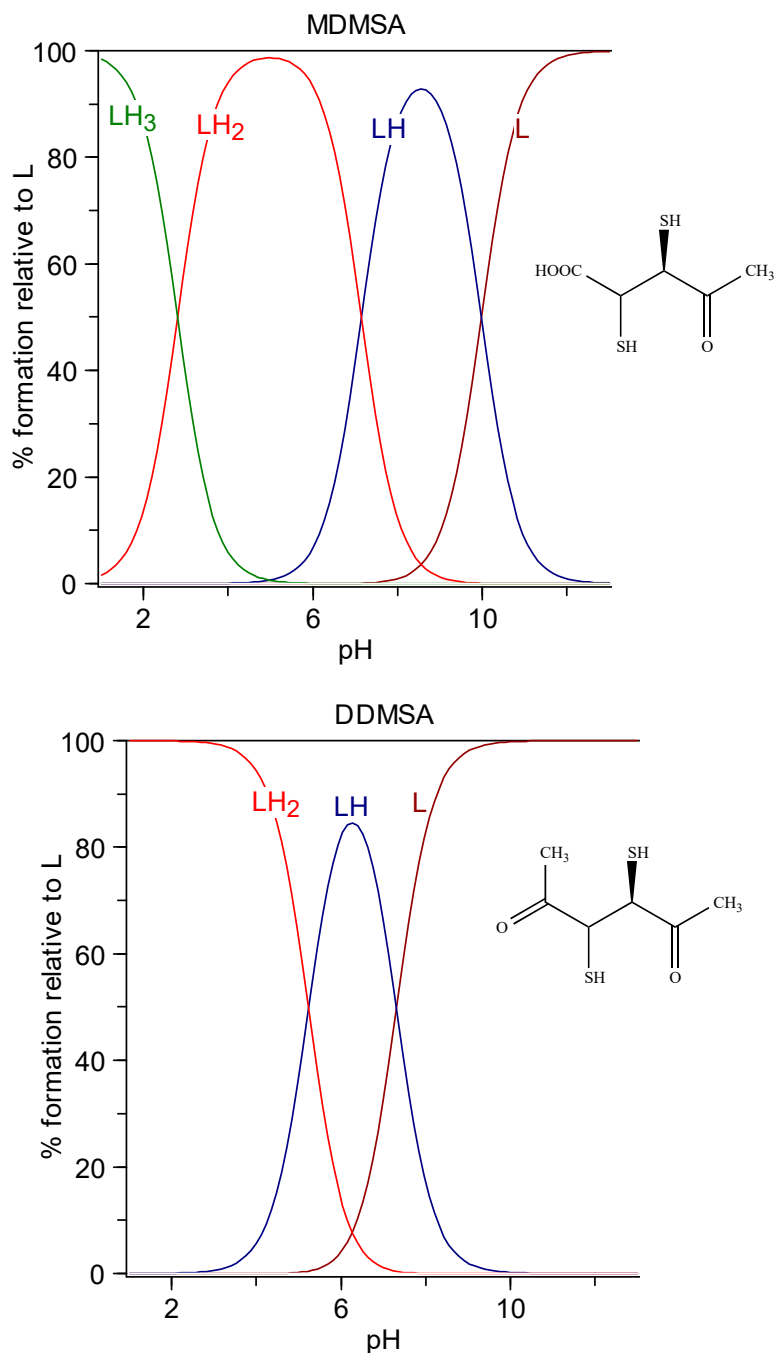 MDMSA
% formation relative to L
100
80
60
40
20
0
LH3
LH2
LH
L
2
6
10
pH
SH
HOOC
CH3
SH
O
DDMSA
% formation relative to L
100
80
60
40
20
0
LH2
LH
L
2
6
10
pH
CH3
SH
CH3
O
SH
O